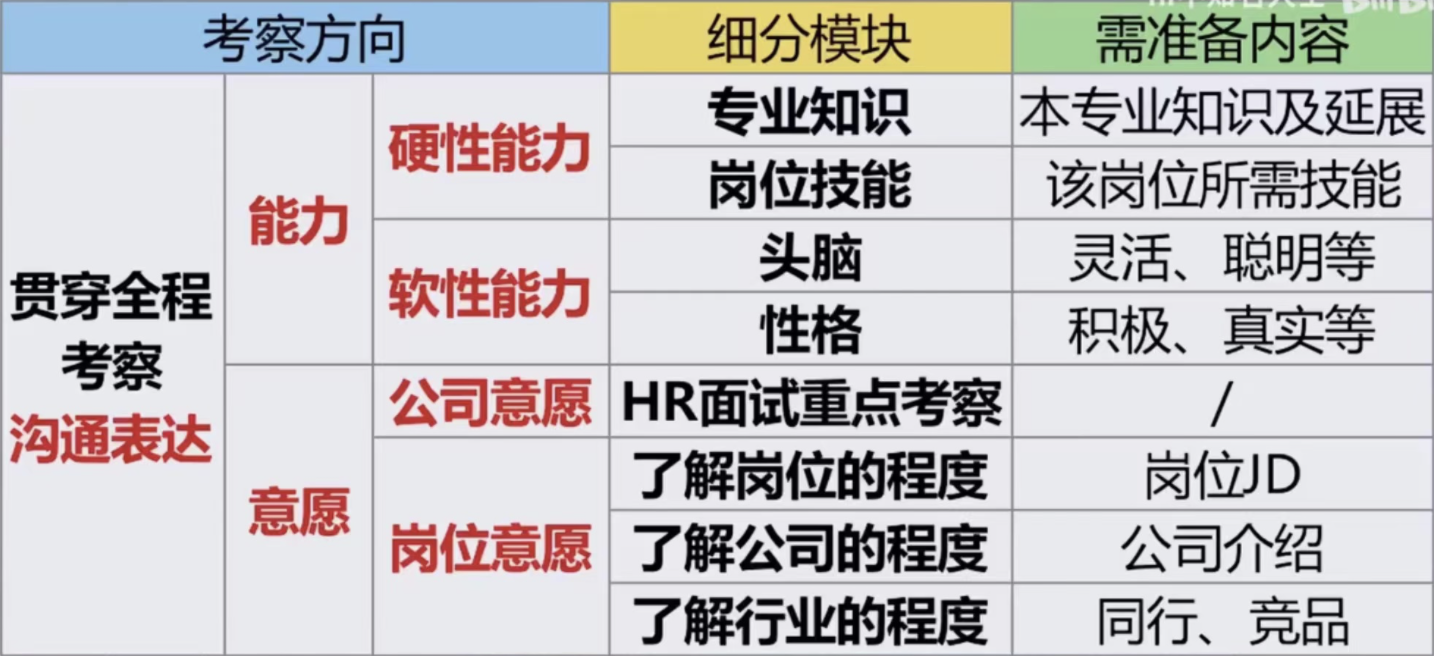 考察方向
细分模块
需准备内容
贯穿全程
考察
沟通表达
能力
硬性能力
专业知识
本专业知识及延展
岗位技能
该岗位所需技能
软性能力
头脑
灵活、聪明等
性格
积极、真实等
意愿
公司意愿
HR面试重点考察
/
岗位意愿
了解岗位的程度
岗位JD
了解公司的程度
公司介绍
了解行业的程度
同行、竞品